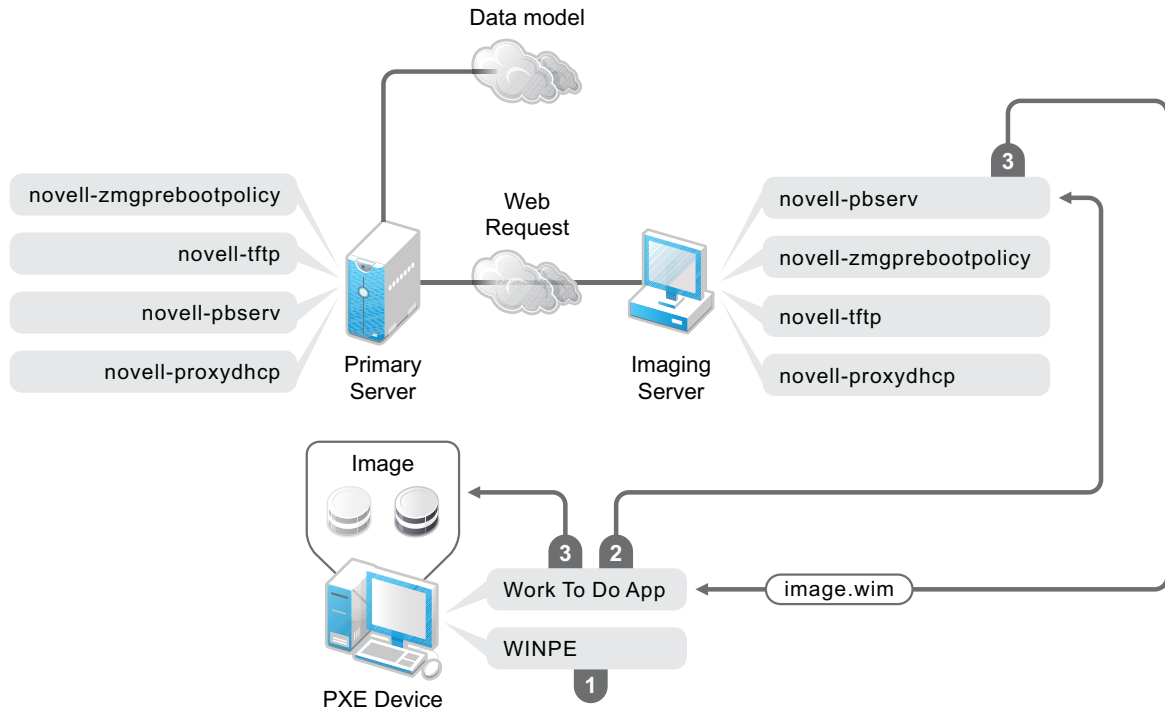 Data model
3
novell-zmgprebootpolicy
novell-tftp
novell-pbserv
novell-proxydhcp
Web
Request
novell-pbserv
novell-zmgprebootpolicy
novell-tftp
novell-proxydhcp
Primary
Server
Imaging
Server
Image
3
2
Work To Do App
image.wim
WINPE
1
PXE Device